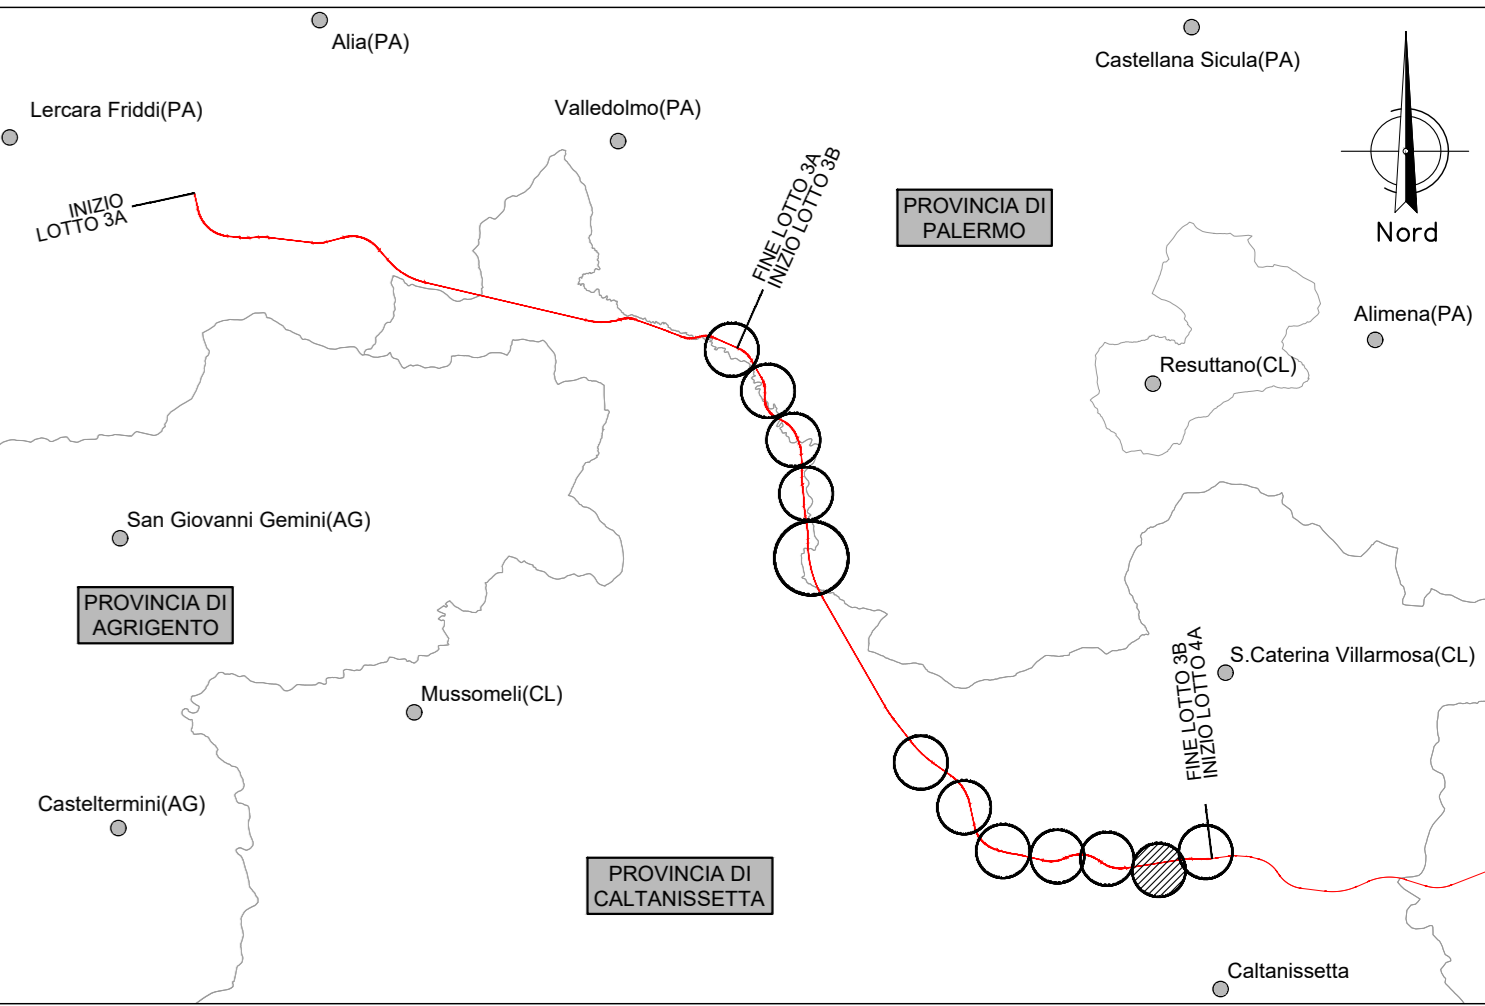 Alia(PA)
Castellana Sicula(PA)
Lercara Friddi(PA)
Valledolmo(PA)
INIZIO
LOTTO 3A
FINE LOTTO 3A
INIZIO LOTTO 3B
PROVINCIA DI
PALERMO
Nord
Alimena(PA)
Resuttano(CL)
San Giovanni Gemini(AG)
PROVINCIA DI
AGRIGENTO
FINE LOTTO 3B
INIZIO LOTTO 4A
S.Caterina Villarmosa(CL)
Mussomeli(CL)
Casteltermini(AG)
PROVINCIA DI
CALTANISSETTA
Caltanissetta